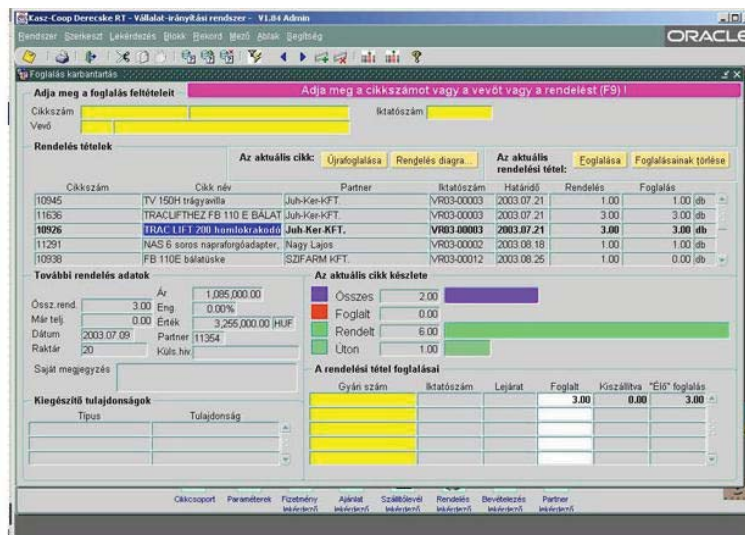 Kasz-Coop Derecske RT - Vállalat-irányítási rendszer - V1.84 Admin
Rendszer Szerkeszt Lekérdezés Blokk Rekord Mező Ablak Segítség
ORACLE
Foglalás karbantartás
Adja meg a foglalás feltételeit
Adja meg a cikkszámot vagy a vevőt vagy a rendelést (F9) !
Cikkszám Iktatószám
Vevő
Rendelés tételek
Az aktuális cikk: Újrafoglalása Rendelés diagra... Az aktuális rendelési tétel: Foglalása Foglalásainak törlése
Cikkszám Cikk név Partner Iktatószám Határidő Rendelés Foglalás
10945 TV 150H trágyavilla Juh-Ker-KFT. VR03-00003 2003.07.21 1.00 1.00 db
11636 TRACLIFTHEZ FB 110 E BÁLAT Juh-Ker-KFT. VR03-00003 2003.07.21 3.00 3.00 db
10926 TRAC LIFT 200 homlokrakodó Juh-Ker-KFT. VR03-00003 2003.07.21 3.00 3.00 db
11291 NAS 6 soros napraforgóadapter, Nagy Lajos VR03-00002 2003.08.18 1.00 1.00 db
10938 FB 110E bálatüske SZIFARM KFT. VR03-00012 2003.08.25 1.00 0.00 db
További rendelés adatok
Ár 1,085,000.00
Össz.rend. 3.00 Eng. 0.00%
Már telj. 0.00 Érték 3,255,000.00 HUF
Dátum 2003.07.09 Partner 11354
Raktár 20 Küls.hiv.
Saját megjegyzés
Kiegészítő tulajdonságok
Típus Tulajdonság
Az aktuális cikk készlete
Összes 2.00
Foglalt 0.00
Rendelt 6.00
Úton 1.00
A rendelési tétel foglalásai
Gyári szám Iktatószám Lejárat Foglalt Kiszállítva "Élő" foglalás
3.00 0.00 3.00
Cikkcsoport Paraméterek Fizetmény Ajánlat Szállítólevél Rendelés Bevételezés Partner
lekérdező lekérdező lekérdező lekérdező lekérdező lekérdező